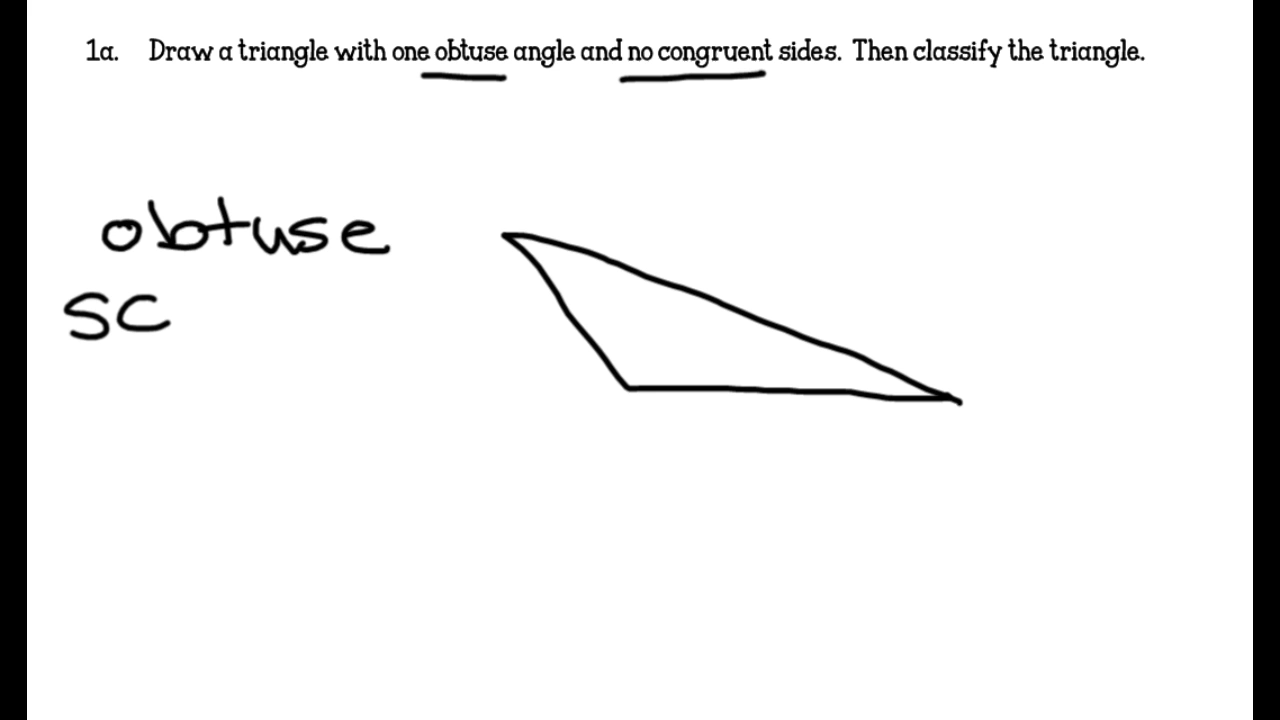 1a. Draw a triangle with one obtuse angle and no congruent sides. Then classify the triangle.
obtuse
sc